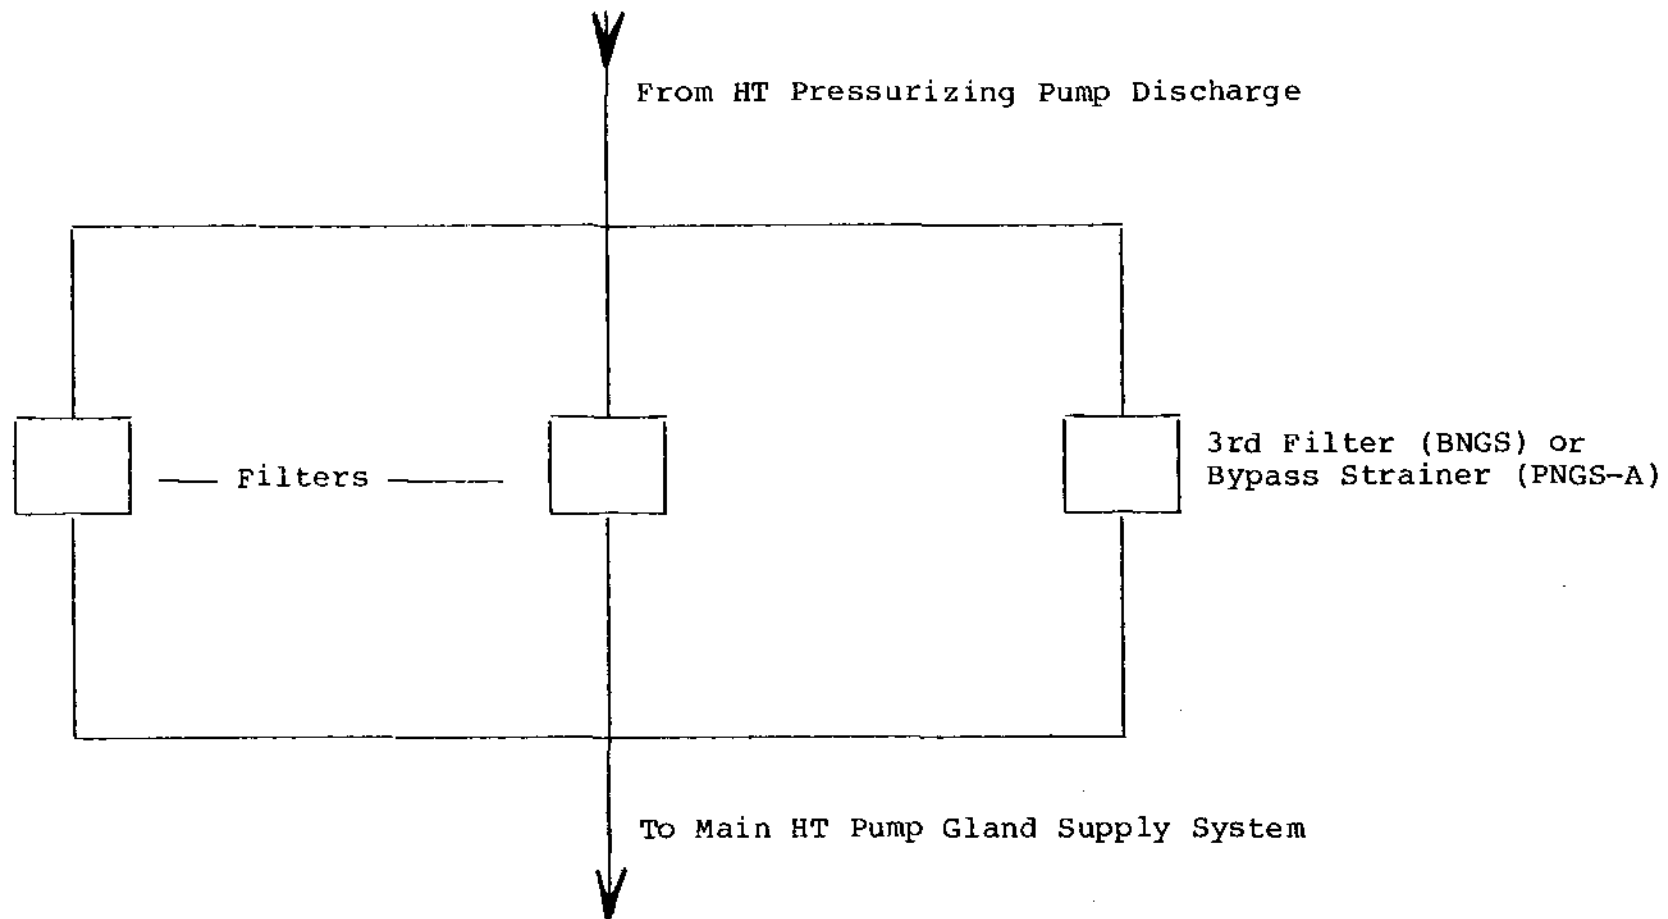 From HT Pressurizing Pump Discharge
Filters
3rd Filter (BNGS) or
Bypass Strainer (PNGS-A)
To Main HT Pump Gland Supply System